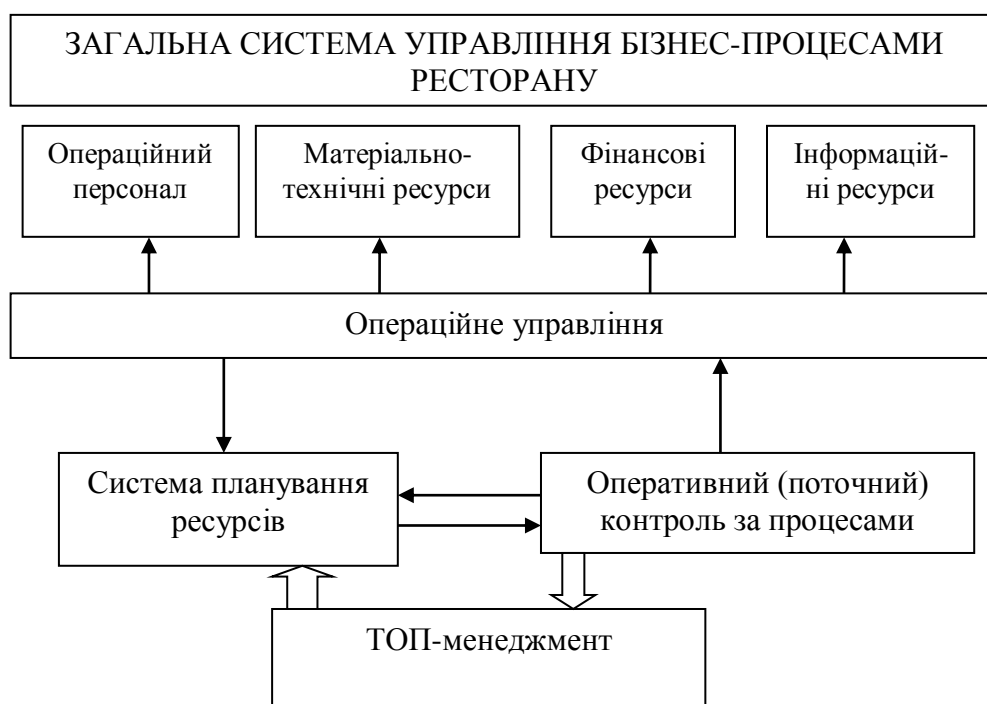 ЗАГАЛЬНА СИСТЕМА УПРАВЛІННЯ БІЗНЕС-ПРОЦЕСАМИ
РЕСТОРАНУ
Операційний
персонал
Матеріально-
технічні ресурси
Фінансові
ресурси
Інформацій-
ні ресурси
Операційне управління
Система планування
ресурсів
Оперативний (поточний)
контроль за процесами
ТОП-менеджмент